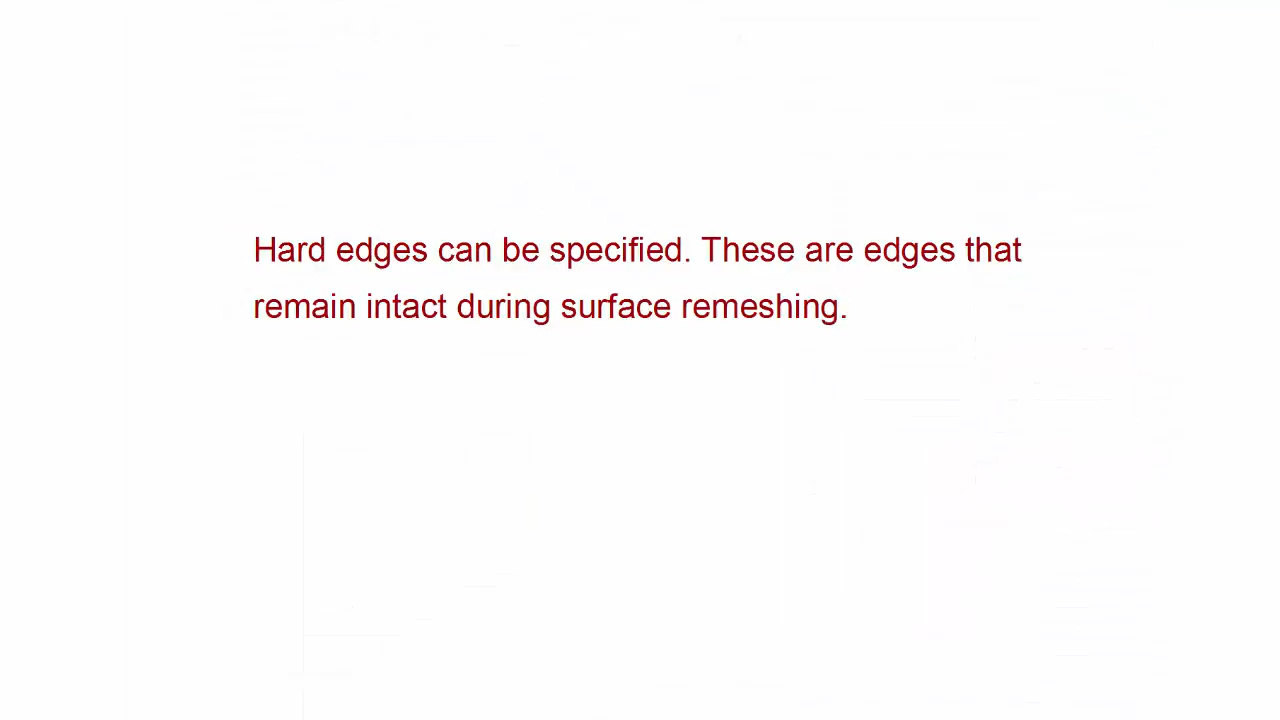 Hard edges can be specified. These are edges that
remain intact during surface remeshing.